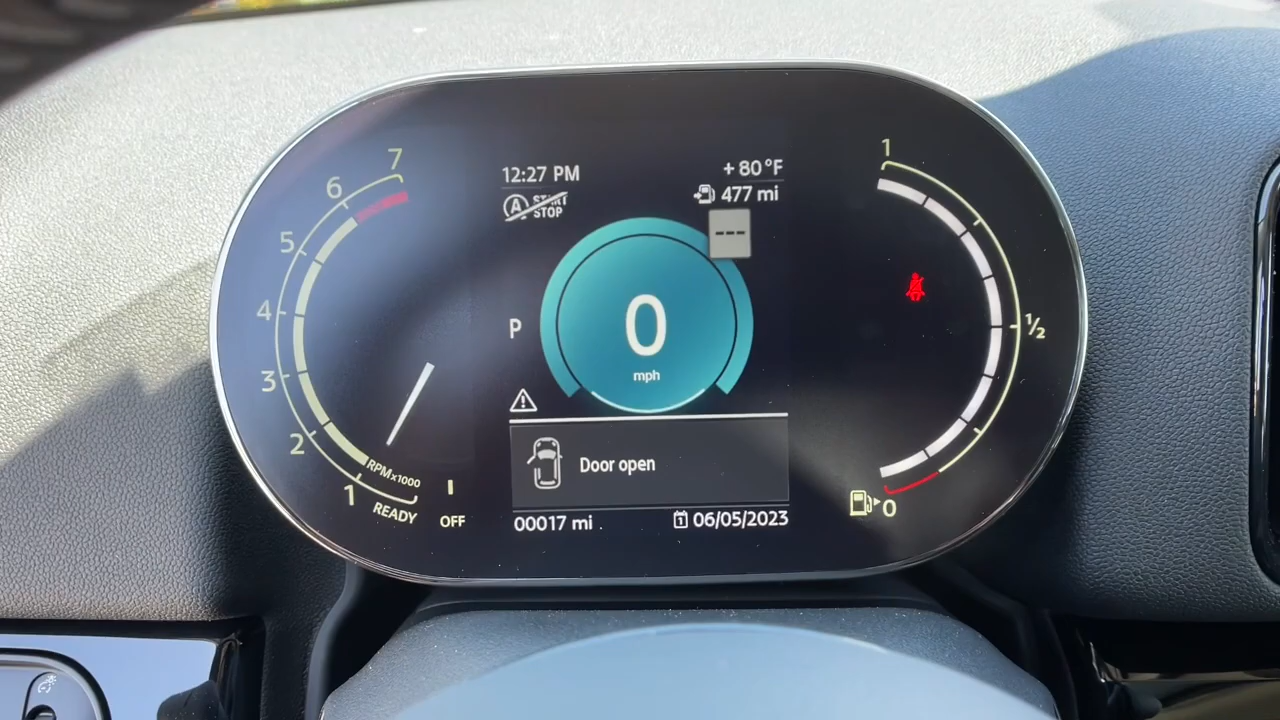 12:27 PM
+ 80 °F
A START STOP
477 mi
---
7
6
5
4
3
2
1
RPMx1000
READY
OFF
P
0
mph
Door open
00017 mi
1 06/05/2023
1
½
0